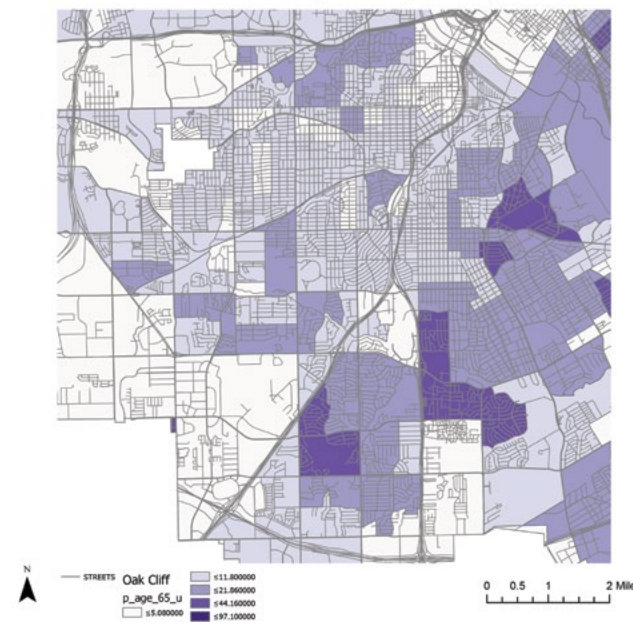 N
STREETS
Oak Cliff
p_age_65_u
≤5.080000
≤11.800000
≤21.860000
≤44.160000
≤97.100000
0 0.5 1 2 Mile